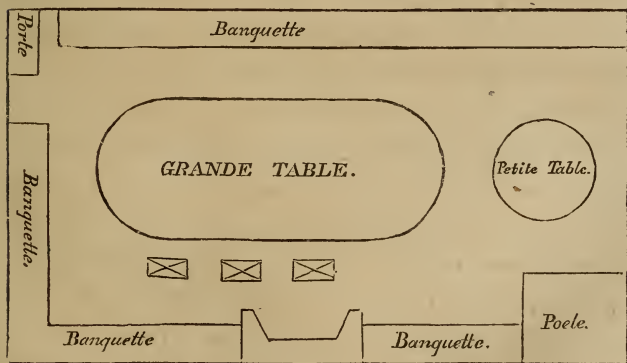 Porte
Banquette
GRANDE TABLE.
Petite Table.
Banquette.
Banquette
Banquette.
Poele.